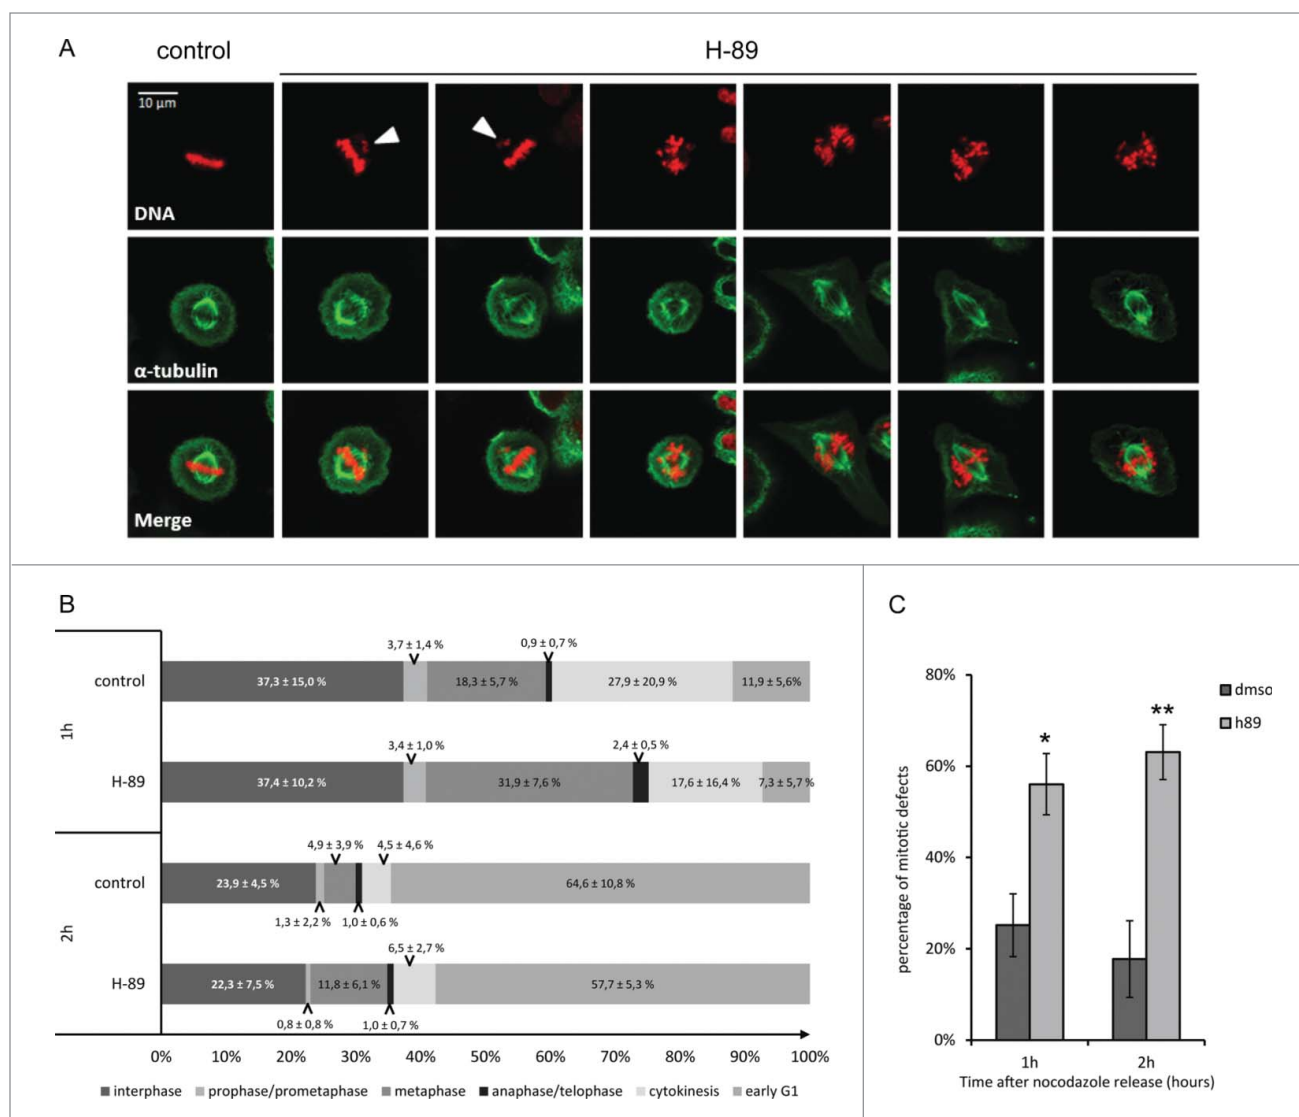 A
control
H-89
10 µm
DNA
α-tubulin
Merge
B
3,7 ± 1,4 %
0,9 ± 0,7 %
1h
control
37,3 ± 15,0 %
18,3 ± 5,7 %
27,9 ± 20,9 %
11,9 ± 5,6%
3,4 ± 1,0 %
2,4 ± 0,5 %
H-89
37,4 ± 10,2 %
31,9 ± 7,6 %
17,6 ± 16,4 %
7,3 ± 5,7 %
4,9 ± 3,9 %
4,5 ± 4,6 %
2h
control
23,9 ± 4,5 %
64,6 ± 10,8 %
1,3 ± 2,2 %
1,0 ± 0,6 %
6,5 ± 2,7 %
H-89
22,3 ± 7,5 %
11,8 ± 6,1 %
57,7 ± 5,3 %
0,8 ± 0,8 %
1,0 ± 0,7 %
0% 10% 20% 30% 40% 50% 60% 70% 80% 90% 100%
interphase prophase/prometaphase metaphase anaphase/telophase cytokinesis early G1
C
percentage of mitotic defects
80%
60%
40%
20%
0%
*
**
dmso
h89
1h 2h
Time after nocodazole release (hours)